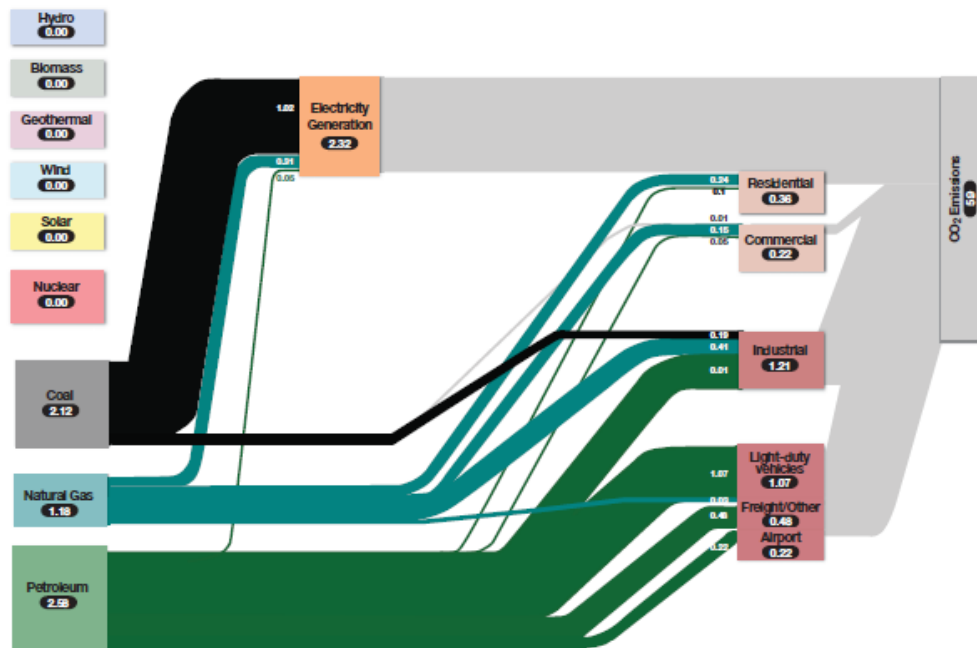 Hydro
0.00
Biomass
0.00
Geothermal
0.00
Wind
0.00
Solar
0.00
Nuclear
0.00
Coal
2.12
Natural Gas
1.18
Petroleum
2.58
1.02
0.31
0.05
Electricity
Generation
2.32
0.24
0.1
Residential
0.36
0.01
0.15
0.05
Commercial
0.22
0.19
0.41
0.01
Industrial
1.21
1.07
0.03
0.48
0.22
Light-duty
vehicles
1.07
Freight/Other
0.48
Airport
0.22
CO2 Emissions